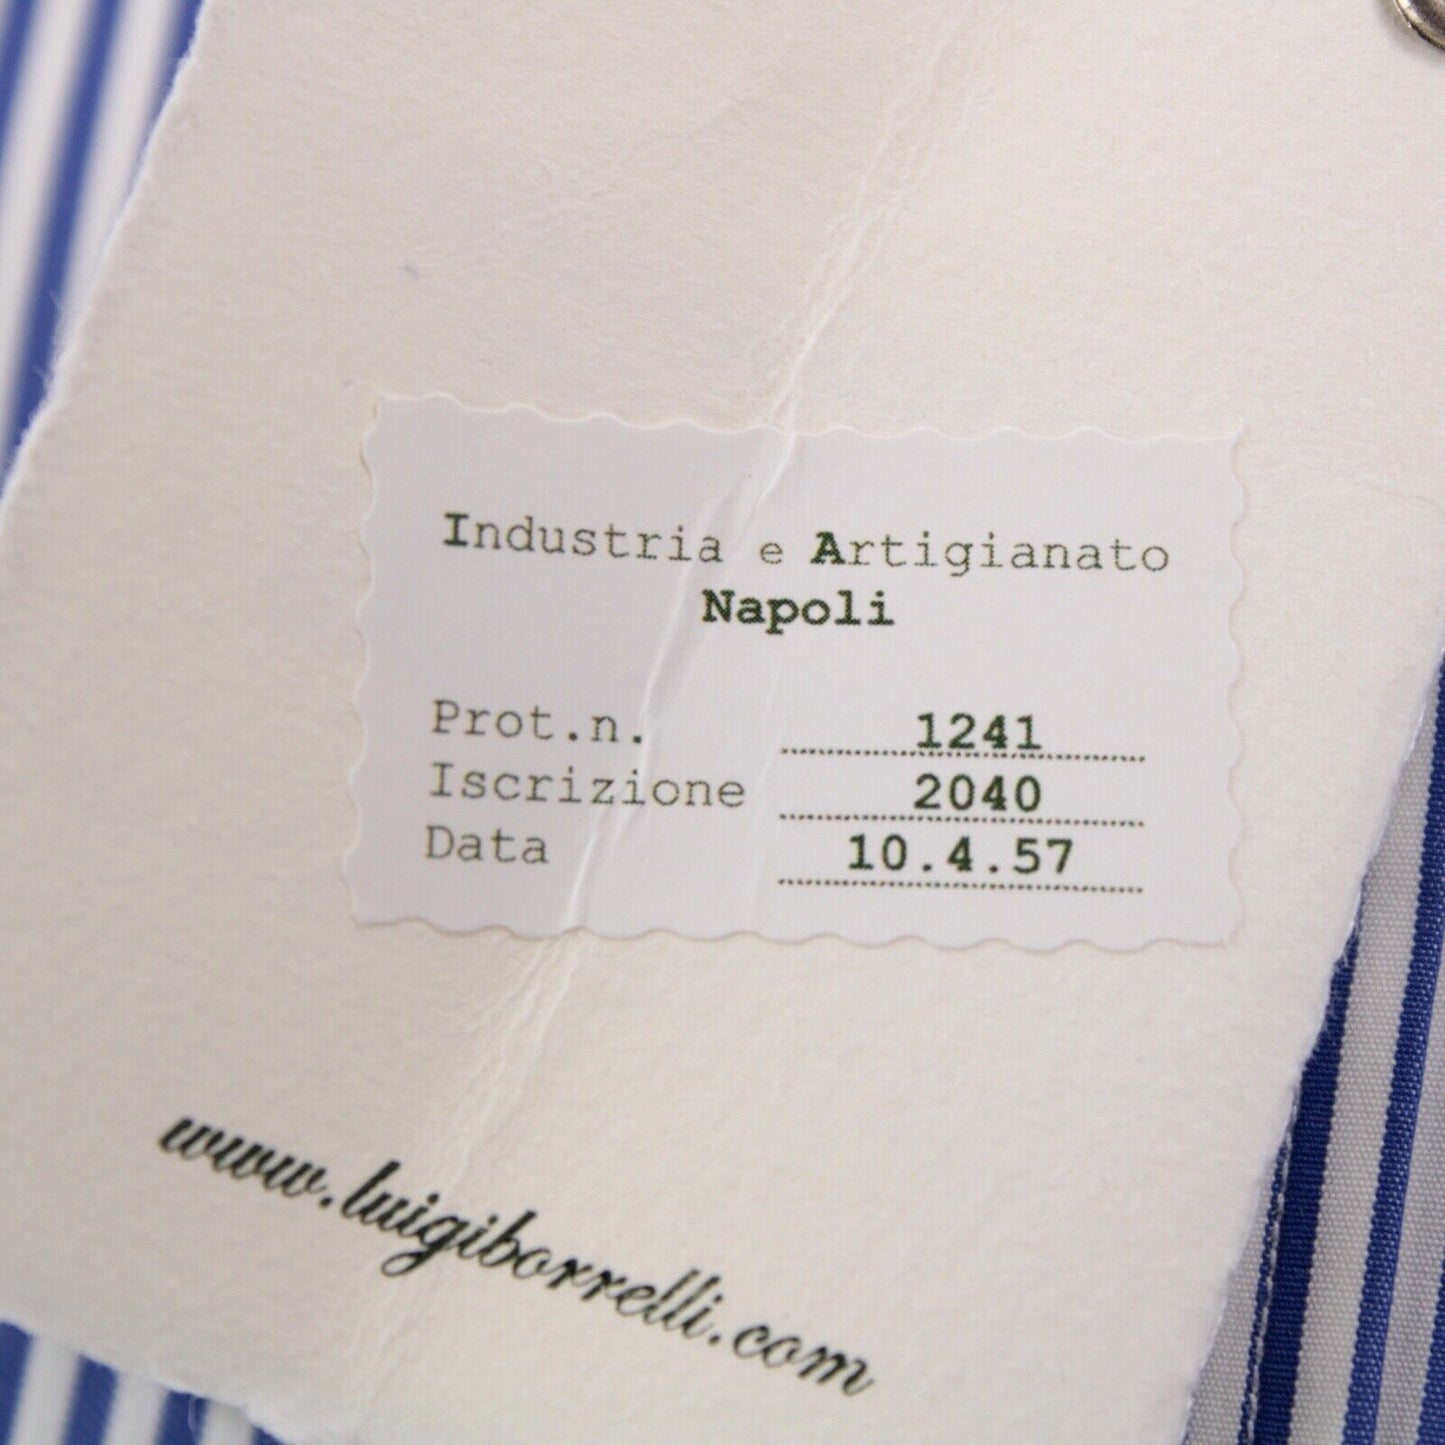 Industria e Artigianato
Napoli
Prot.n. 1241
Iscrizione 2040
Data 10.4.57
www.luigiborrelli.com